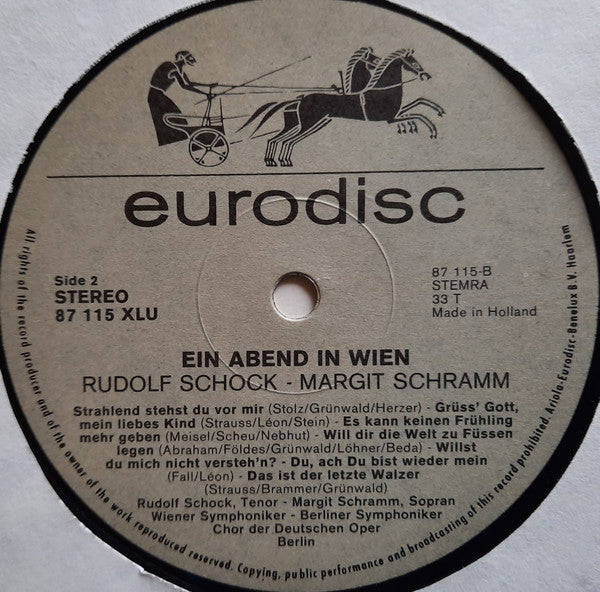 eurodisc
Side 2
STEREO
87 115 XLU
87 115-B
STEMRA
33 T
Made in Holland
EIN ABEND IN WIEN
RUDOLF SCHOCK - MARGIT SCHRAMM
Strahlend stehst du vor mir (Stolz/Grünwald/Herzer) - Grüss' Gott,
mein liebes Kind (Strauss/Léon/Stein) - Es kann keinen Frühling
mehr geben (Meisel/Scheu/Nebhut) - Will dir die Welt zu Füssen
legen (Abraham/Földes/Grünwald/Löhner/Beda) - Willst
du mich nicht versteh'n? - Du, ach Du bist wieder mein
(Fall/Léon) - Das ist der letzte Walzer
(Strauss/Brammer/Grünwald)
Rudolf Schock, Tenor - Margit Schramm, Sopran
Wiener Symphoniker - Berliner Symphoniker
Chor der Deutschen Oper
Berlin
All rights of the record producer and of the owner of the work reproduced reserved. Copying, public performance and broadcasting of this record prohibited. Ariola-Eurodisc-Benelux B.V. Haarlem